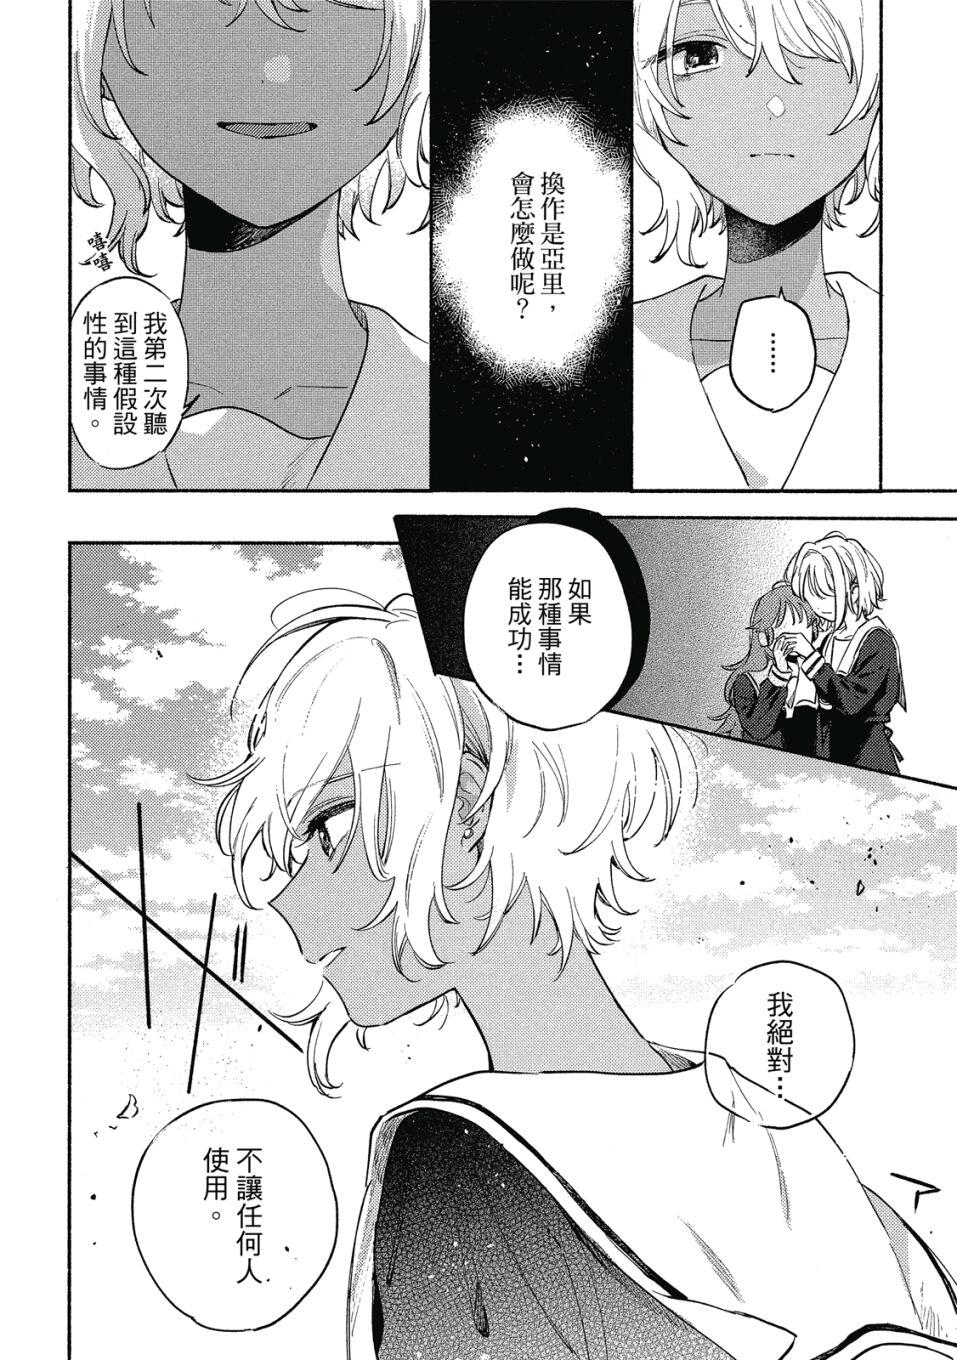 ……
換作是亞里，
會怎麼做呢？
嘻嘻
我第二次聽
到這種假設
性的事情。
如果
那種事情
能成功…
我絕對…
不讓任何人
使用。